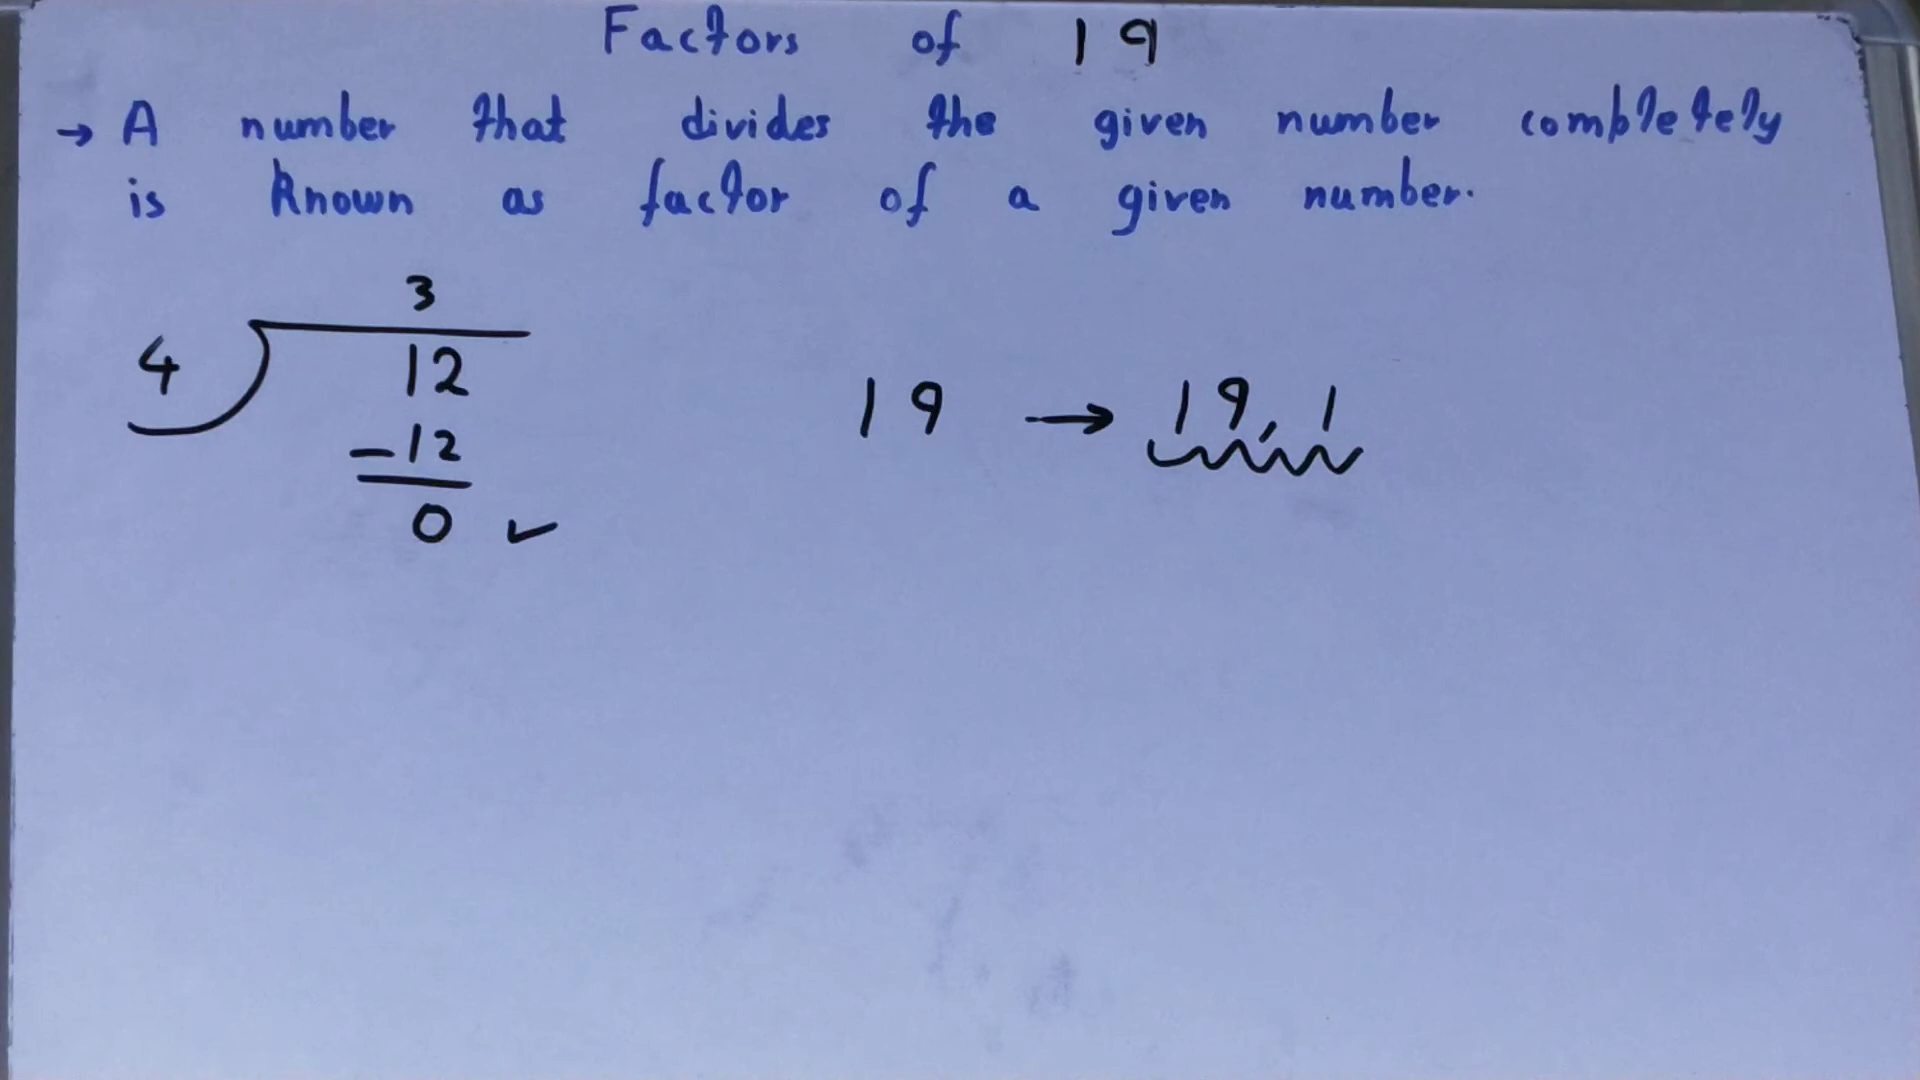 Factors of 19
→ A number that divides the given number completely
is known as factor of a given number.
3
4 12
-12
0 ✓
19 → 19, 1